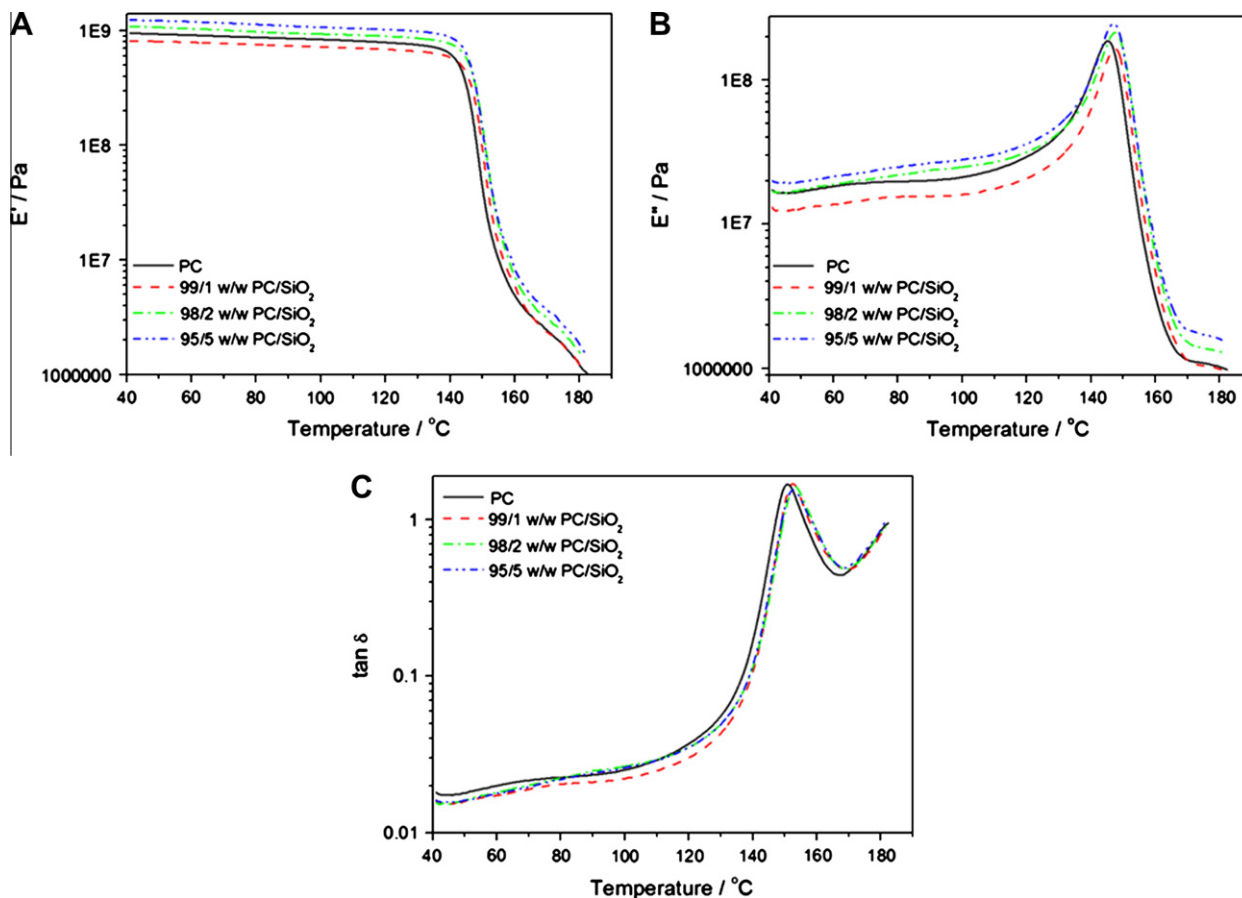 A
1E9
1E8
1E7
1000000
E' / Pa
PC
99/1 w/w PC/SiO₂
98/2 w/w PC/SiO₂
95/5 w/w PC/SiO₂
40 60 80 100 120 140 160 180
Temperature / °C
B
1E8
1E7
1000000
E" / Pa
PC
99/1 w/w PC/SiO₂
98/2 w/w PC/SiO₂
95/5 w/w PC/SiO₂
40 60 80 100 120 140 160 180
Temperature / °C
C
1
0.1
0.01
tan δ
PC
99/1 w/w PC/SiO₂
98/2 w/w PC/SiO₂
95/5 w/w PC/SiO₂
40 60 80 100 120 140 160 180
Temperature / °C